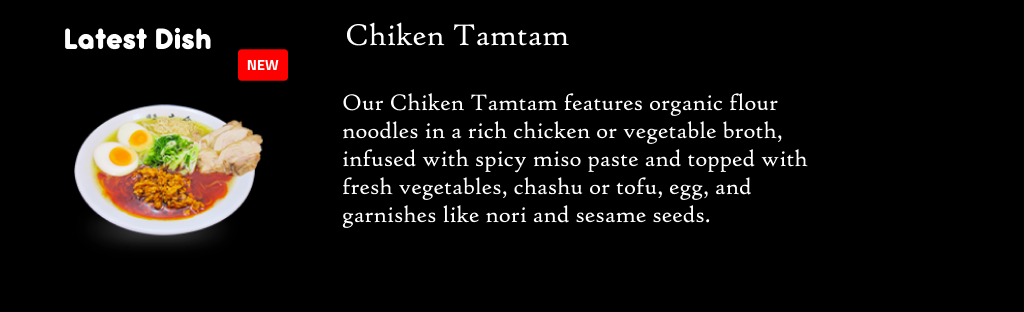 Latest Dish
NEW
Chiken Tamtam
Our Chiken Tamtam features organic flour
noodles in a rich chicken or vegetable broth,
infused with spicy miso paste and topped with
fresh vegetables, chashu or tofu, egg, and
garnishes like nori and sesame seeds.